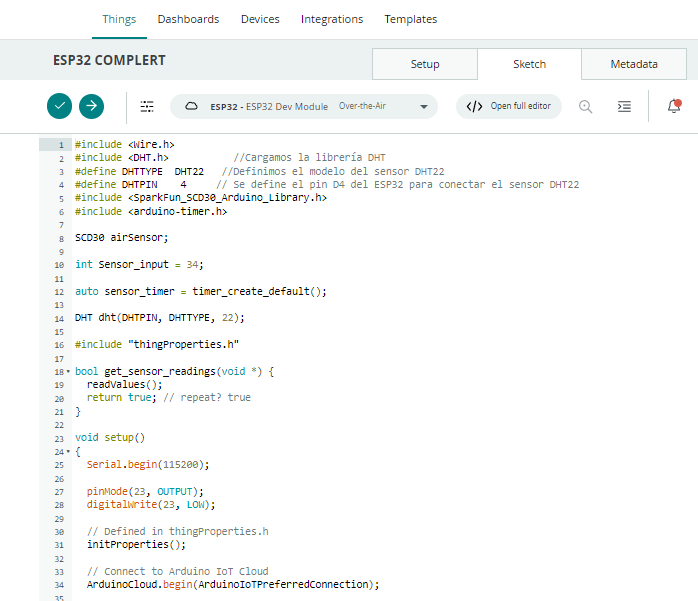 Things Dashboards Devices Integrations Templates
ESP32 COMPLERT
Setup Sketch Metadata
ESP32 - ESP32 Dev Module Over-the-Air
</> Open full editor
1 #include <Wire.h>
2 #include <DHT.h> //Cargamos la librería DHT
3 #define DHTTYPE DHT22 //Definimos el modelo del sensor DHT22
4 #define DHTPIN 4 // Se define el pin D4 del ESP32 para conectar el sensor DHT22
5 #include <SparkFun_SCD30_Arduino_Library.h>
6 #include <arduino-timer.h>
7
8 SCD30 airSensor;
9
10 int Sensor_input = 34;
11
12 auto sensor_timer = timer_create_default();
13
14 DHT dht(DHTPIN, DHTTYPE, 22);
15
16 #include "thingProperties.h"
17
18 bool get_sensor_readings(void *) {
19 readValues();
20 return true; // repeat? true
21 }
22
23 void setup()
24 {
25 Serial.begin(115200);
26
27 pinMode(23, OUTPUT);
28 digitalWrite(23, LOW);
29
30 // Defined in thingProperties.h
31 initProperties();
32
33 // Connect to Arduino IoT Cloud
34 ArduinoCloud.begin(ArduinoIoTPreferredConnection);
35